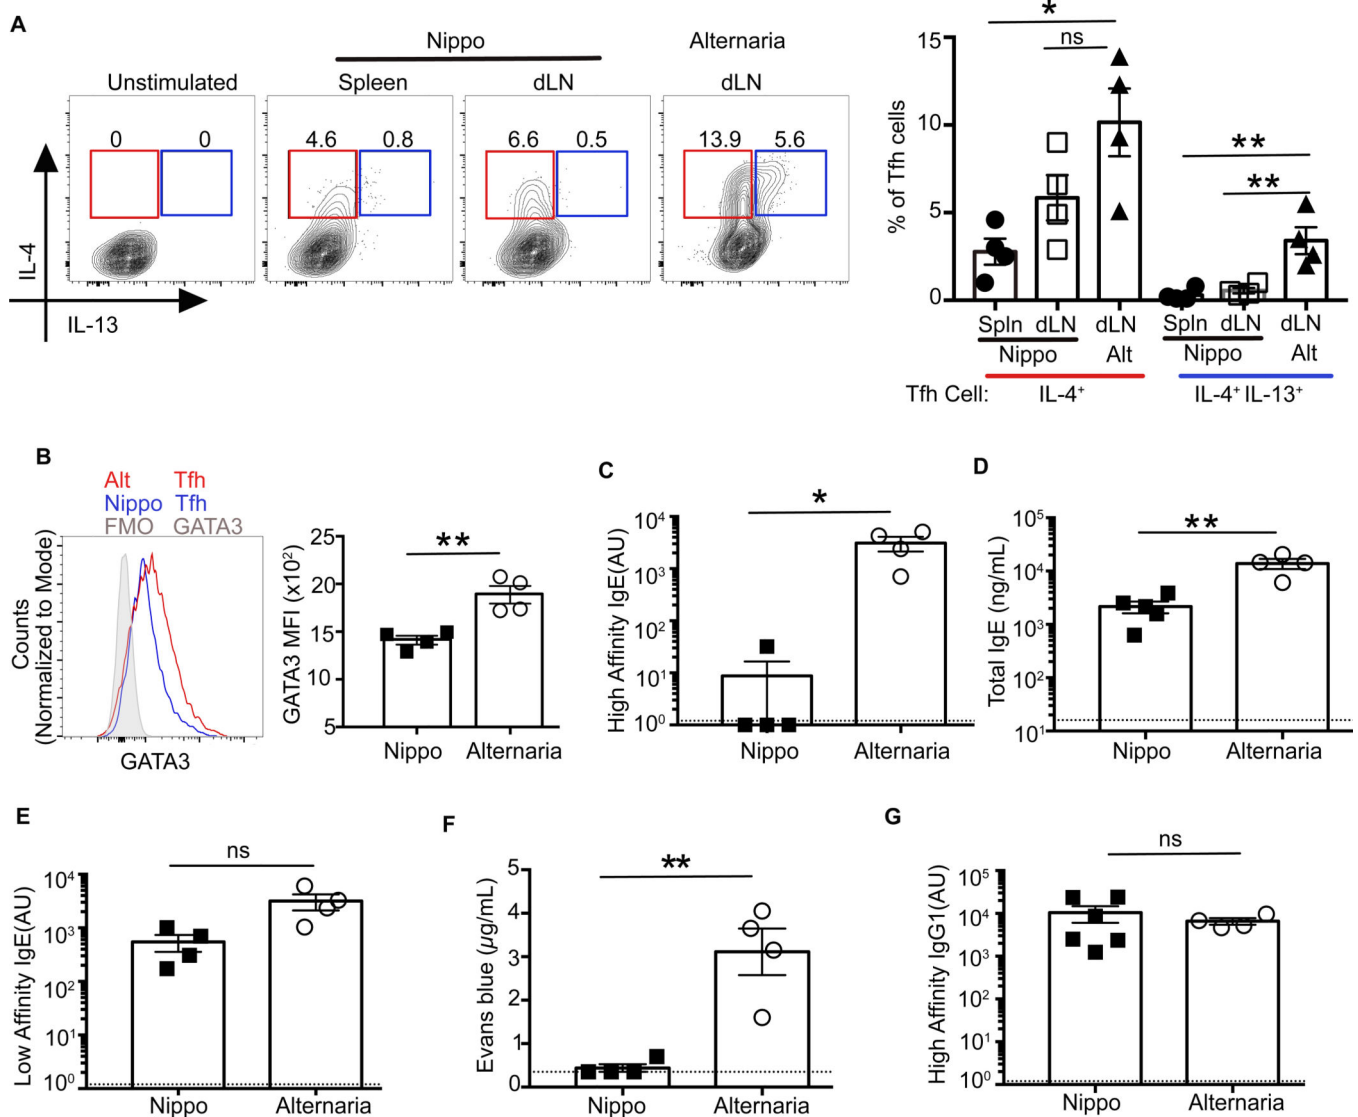 A
Nippo
Alternaria
Unstimulated
Spleen
dLN
dLN
0
0
4.6
0.8
6.6
0.5
13.9
5.6
IL-4
IL-13
*
ns
**
**
% of Tfh cells
15
10
5
0
Spln dLN dLN Spln dLN dLN
Nippo Alt Nippo Alt
Tfh Cell: IL-4⁺ IL-4⁺ IL-13⁺
B
Alt Tfh
Nippo Tfh
FMO GATA3
Counts
(Normalized to Mode)
GATA3
**
GATA3 MFI (x10²)
25
20
15
10
5
Nippo Alternaria
C
*
High Affinity IgE(AU)
10⁴
10³
10²
10¹
10⁰
Nippo Alternaria
D
**
Total IgE (ng/mL)
10⁵
10⁴
10³
10²
10¹
Nippo Alternaria
E
ns
Low Affinity IgE(AU)
10⁴
10³
10²
10¹
10⁰
Nippo Alternaria
F
**
Evans blue (µg/mL)
5
4
3
2
1
0
Nippo Alternaria
G
ns
High Affinity IgG1(AU)
10⁵
10⁴
10³
10²
10¹
10⁰
Nippo Alternaria